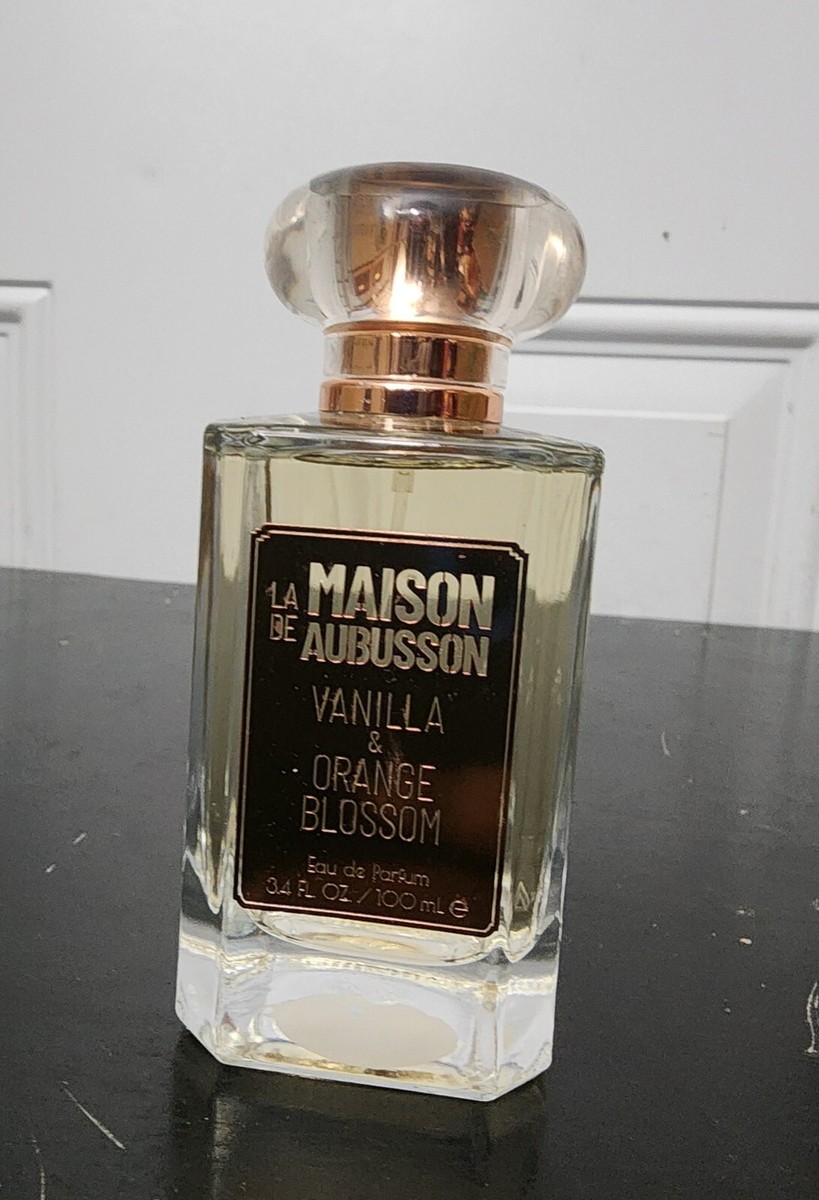 LA MAISON
DE AUBUSSON
VANILLA
&
ORANGE
BLOSSOM
Eau de Parfum
3.4 FL. OZ. / 100 mL e